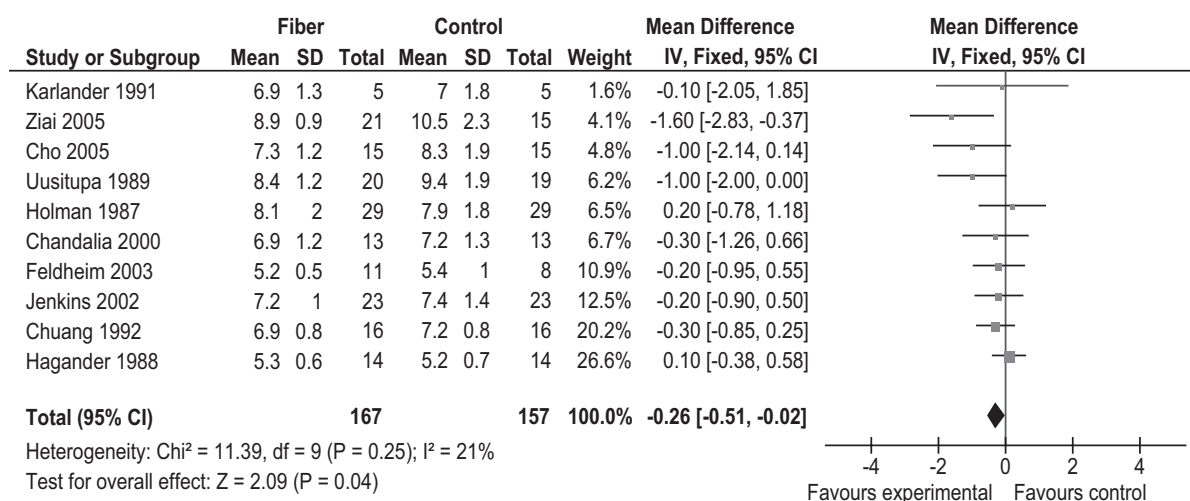 Fiber Control Mean Difference Mean Difference
Study or Subgroup Mean SD Total Mean SD Total Weight IV, Fixed, 95% CI IV, Fixed, 95% CI
Karlander 1991 6.9 1.3 5 7 1.8 5 1.6% -0.10 [-2.05, 1.85]
Ziai 2005 8.9 0.9 21 10.5 2.3 15 4.1% -1.60 [-2.83, -0.37]
Cho 2005 7.3 1.2 15 8.3 1.9 15 4.8% -1.00 [-2.14, 0.14]
Uusitupa 1989 8.4 1.2 20 9.4 1.9 19 6.2% -1.00 [-2.00, 0.00]
Holman 1987 8.1 2 29 7.9 1.8 29 6.5% 0.20 [-0.78, 1.18]
Chandalia 2000 6.9 1.2 13 7.2 1.3 13 6.7% -0.30 [-1.26, 0.66]
Feldheim 2003 5.2 0.5 11 5.4 1 8 10.9% -0.20 [-0.95, 0.55]
Jenkins 2002 7.2 1 23 7.4 1.4 23 12.5% -0.20 [-0.90, 0.50]
Chuang 1992 6.9 0.8 16 7.2 0.8 16 20.2% -0.30 [-0.85, 0.25]
Hagander 1988 5.3 0.6 14 5.2 0.7 14 26.6% 0.10 [-0.38, 0.58]
Total (95% CI) 167 157 100.0% -0.26 [-0.51, -0.02]
Heterogeneity: Chi² = 11.39, df = 9 (P = 0.25); I² = 21%
Test for overall effect: Z = 2.09 (P = 0.04)
-4 -2 0 2 4
Favours experimental Favours control